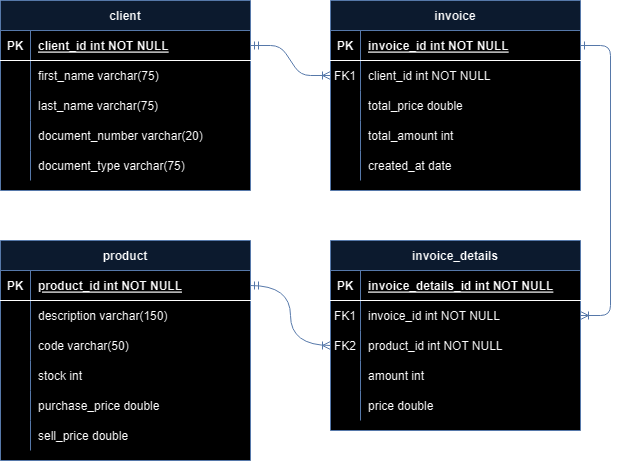 client
PK client_id int NOT NULL
first_name varchar(75)
last_name varchar(75)
document_number varchar(20)
document_type varchar(75)
invoice
PK invoice_id int NOT NULL
FK1 client_id int NOT NULL
total_price double
total_amount int
created_at date
product
PK product_id int NOT NULL
description varchar(150)
code varchar(50)
stock int
purchase_price double
sell_price double
invoice_details
PK invoice_details_id int NOT NULL
FK1 invoice_id int NOT NULL
FK2 product_id int NOT NULL
amount int
price double